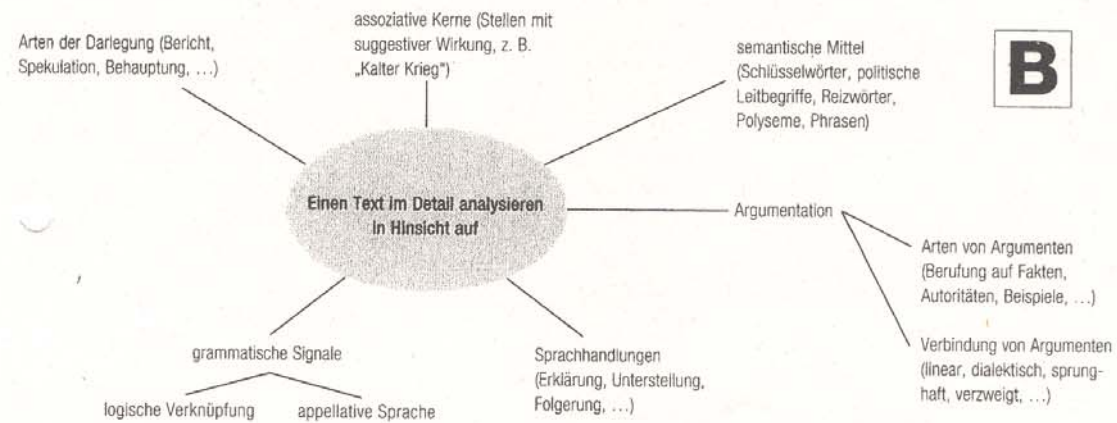 Arten der Darlegung (Bericht,
Spekulation, Behauptung, ...)
assoziative Kerne (Stellen mit
suggestiver Wirkung, z. B.
„Kalter Krieg“)
semantische Mittel
(Schlüsselwörter, politische
Leitbegriffe, Reizwörter,
Polyseme, Phrasen)
B
Einen Text im Detail analysieren
in Hinsicht auf
Argumentation
Arten von Argumenten
(Berufung auf Fakten,
Autoritäten, Beispiele, ...)
Verbindung von Argumenten
(linear, dialektisch, sprung-
haft, verzweigt, ...)
Sprachhandlungen
(Erklärung, Unterstellung,
Folgerung, ...)
grammatische Signale
logische Verknüpfung
appellative Sprache